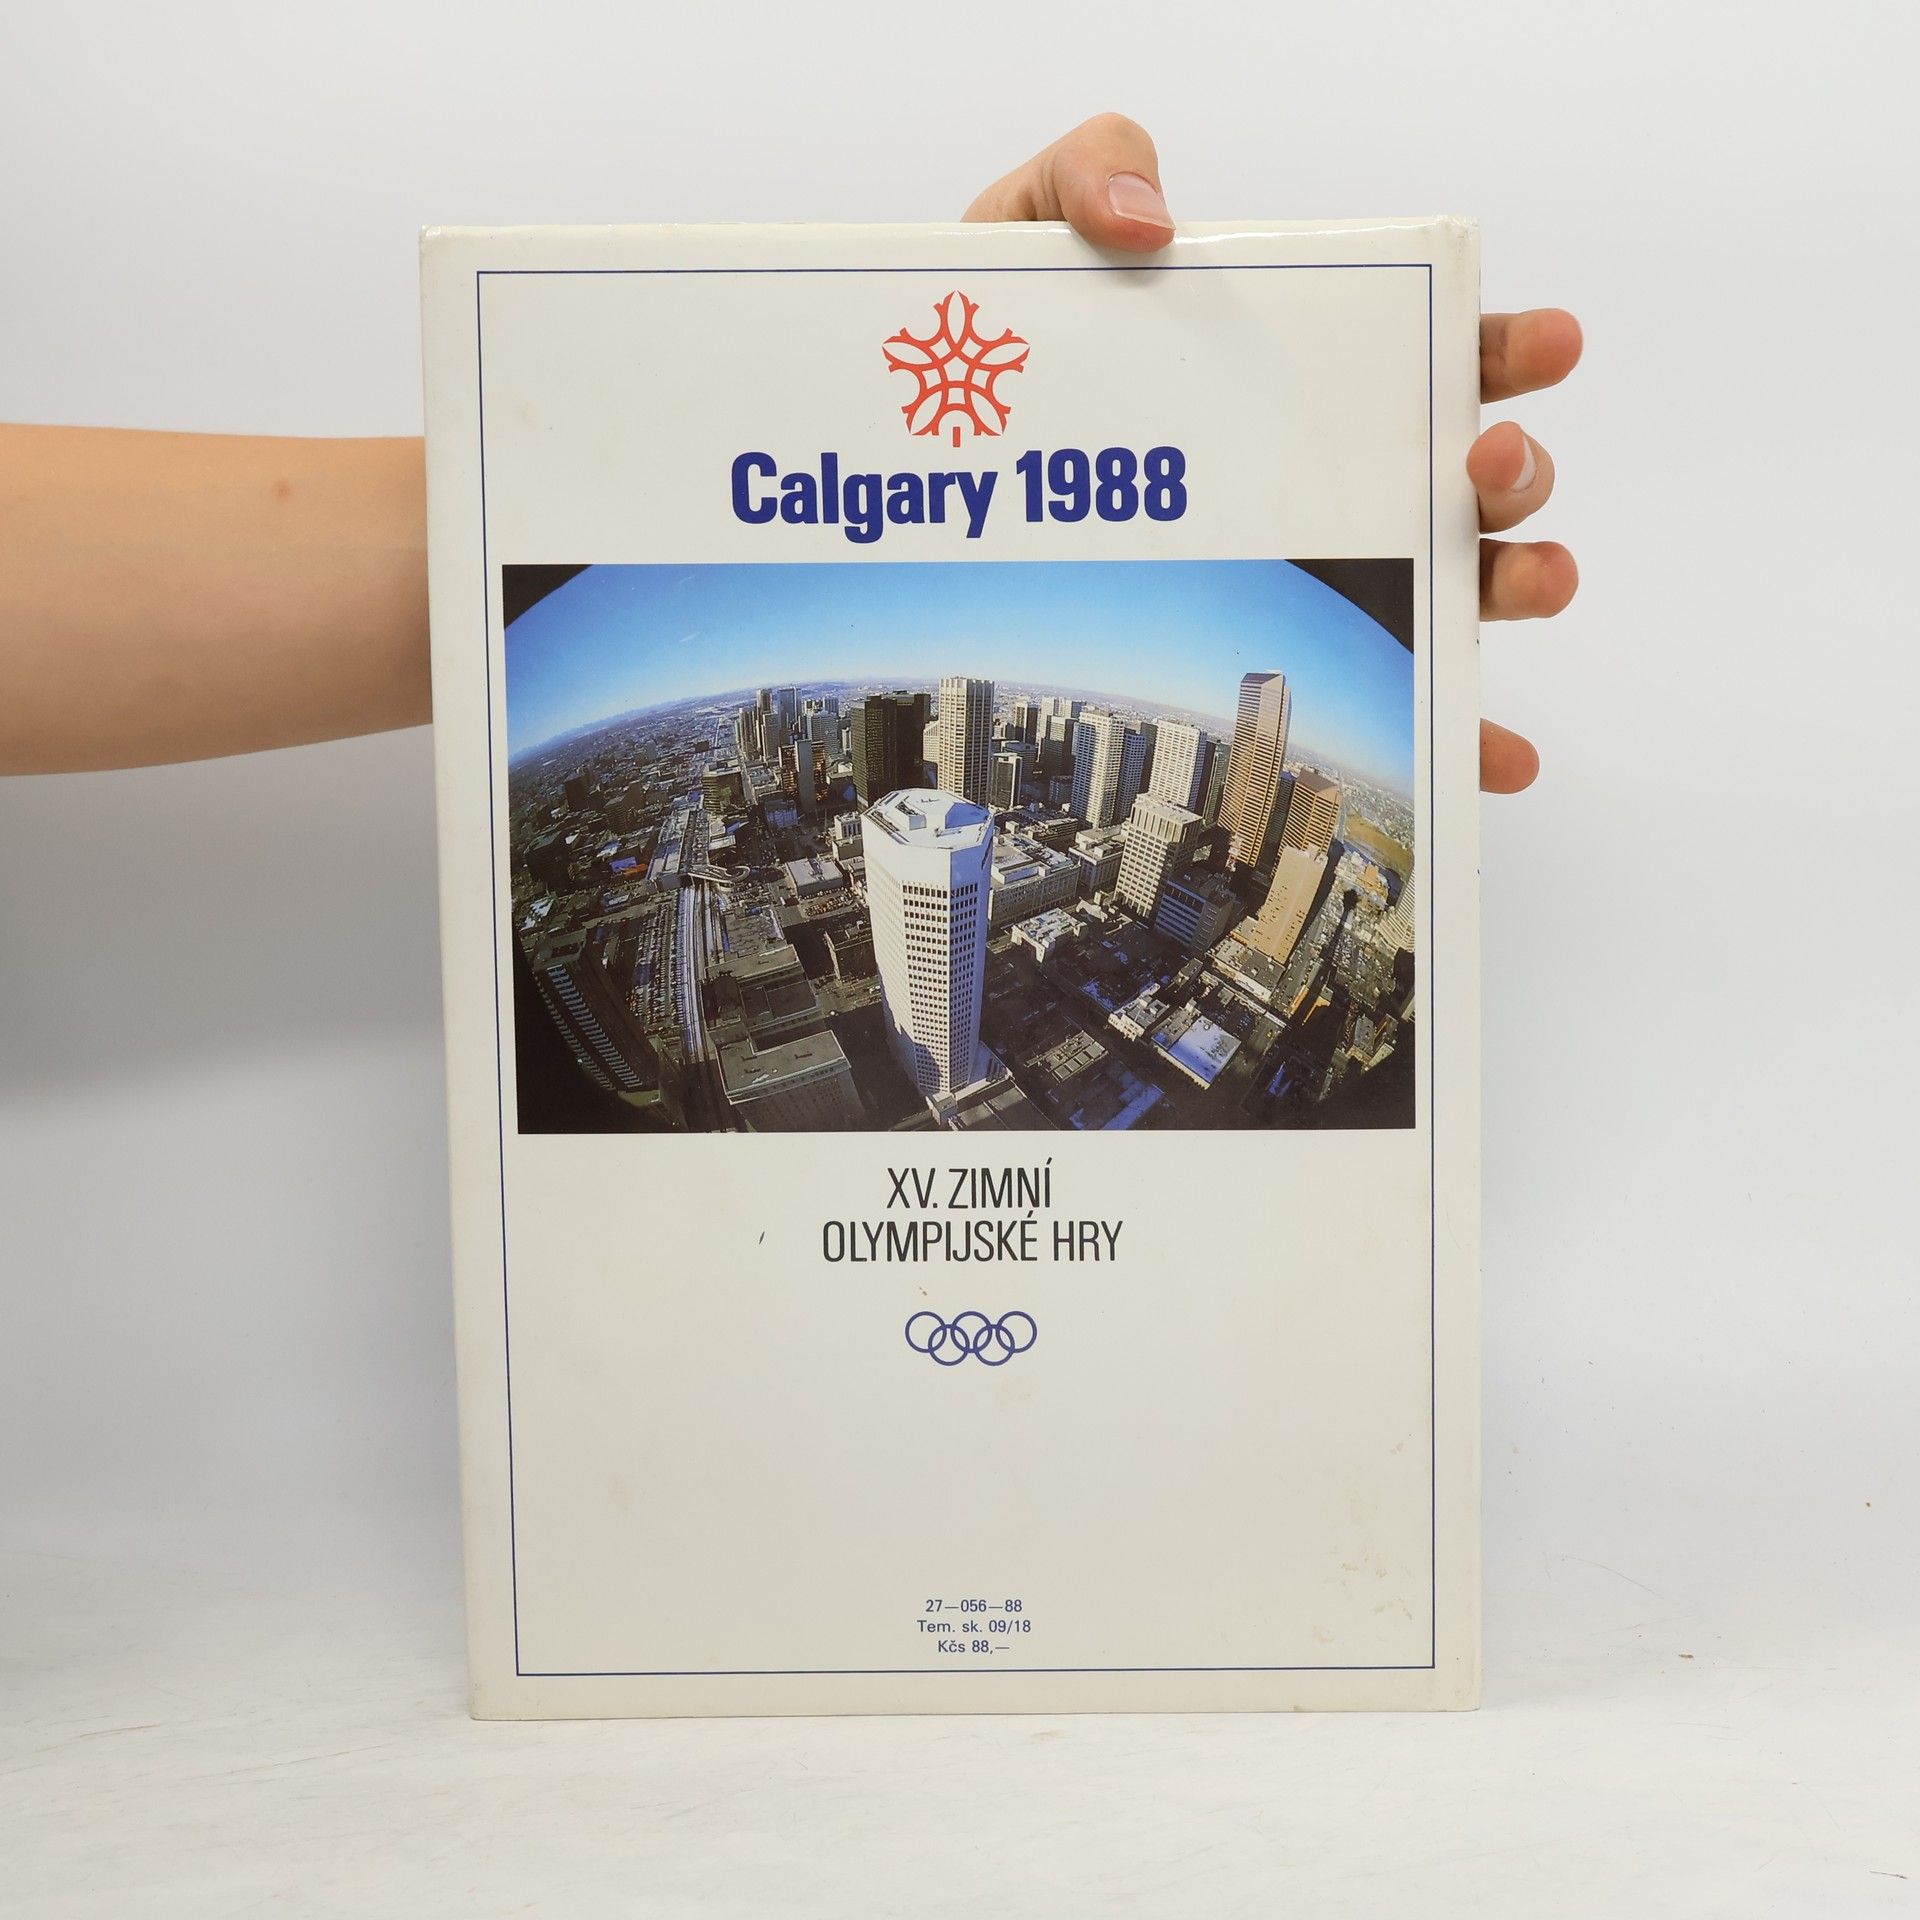 Calgary 1988
XV. ZIMNÍ
OLYMPIJSKÉ HRY
27—056—88
Tem. sk. 09/18
Kčs 88,—